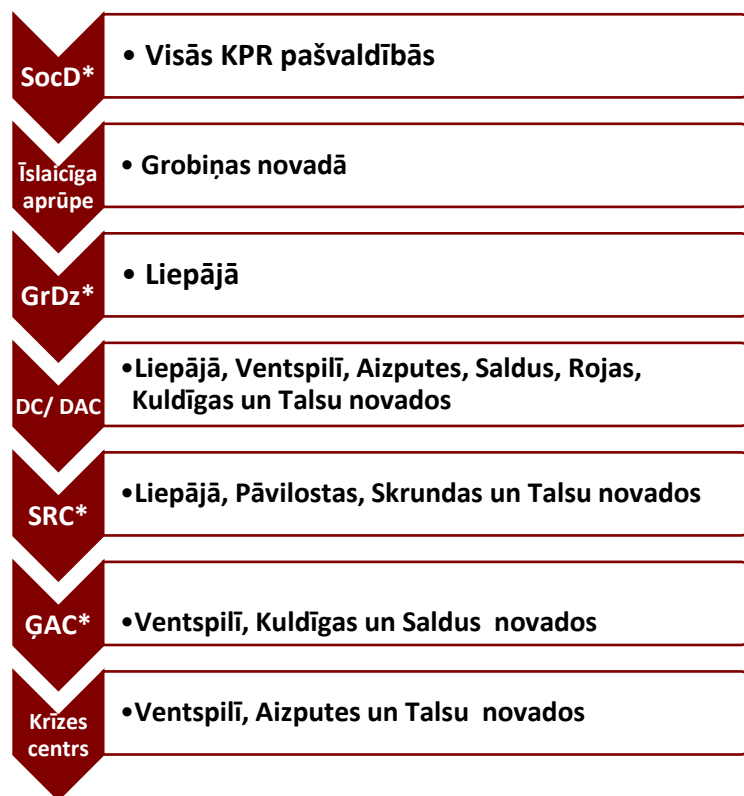 SocD*
• Visās KPR pašvaldībās
Īslaicīga
aprūpe
• Grobiņas novadā
GrDz*
• Liepājā
DC/ DAC
•Liepājā, Ventspilī, Aizputes, Saldus, Rojas,
Kuldīgas un Talsu novados
SRC*
•Liepājā, Pāvilostas, Skrundas un Talsu novados
ĢAC*
•Ventspilī, Kuldīgas un Saldus  novados
Krīzes
centrs
•Ventspilī, Aizputes un Talsu  novados